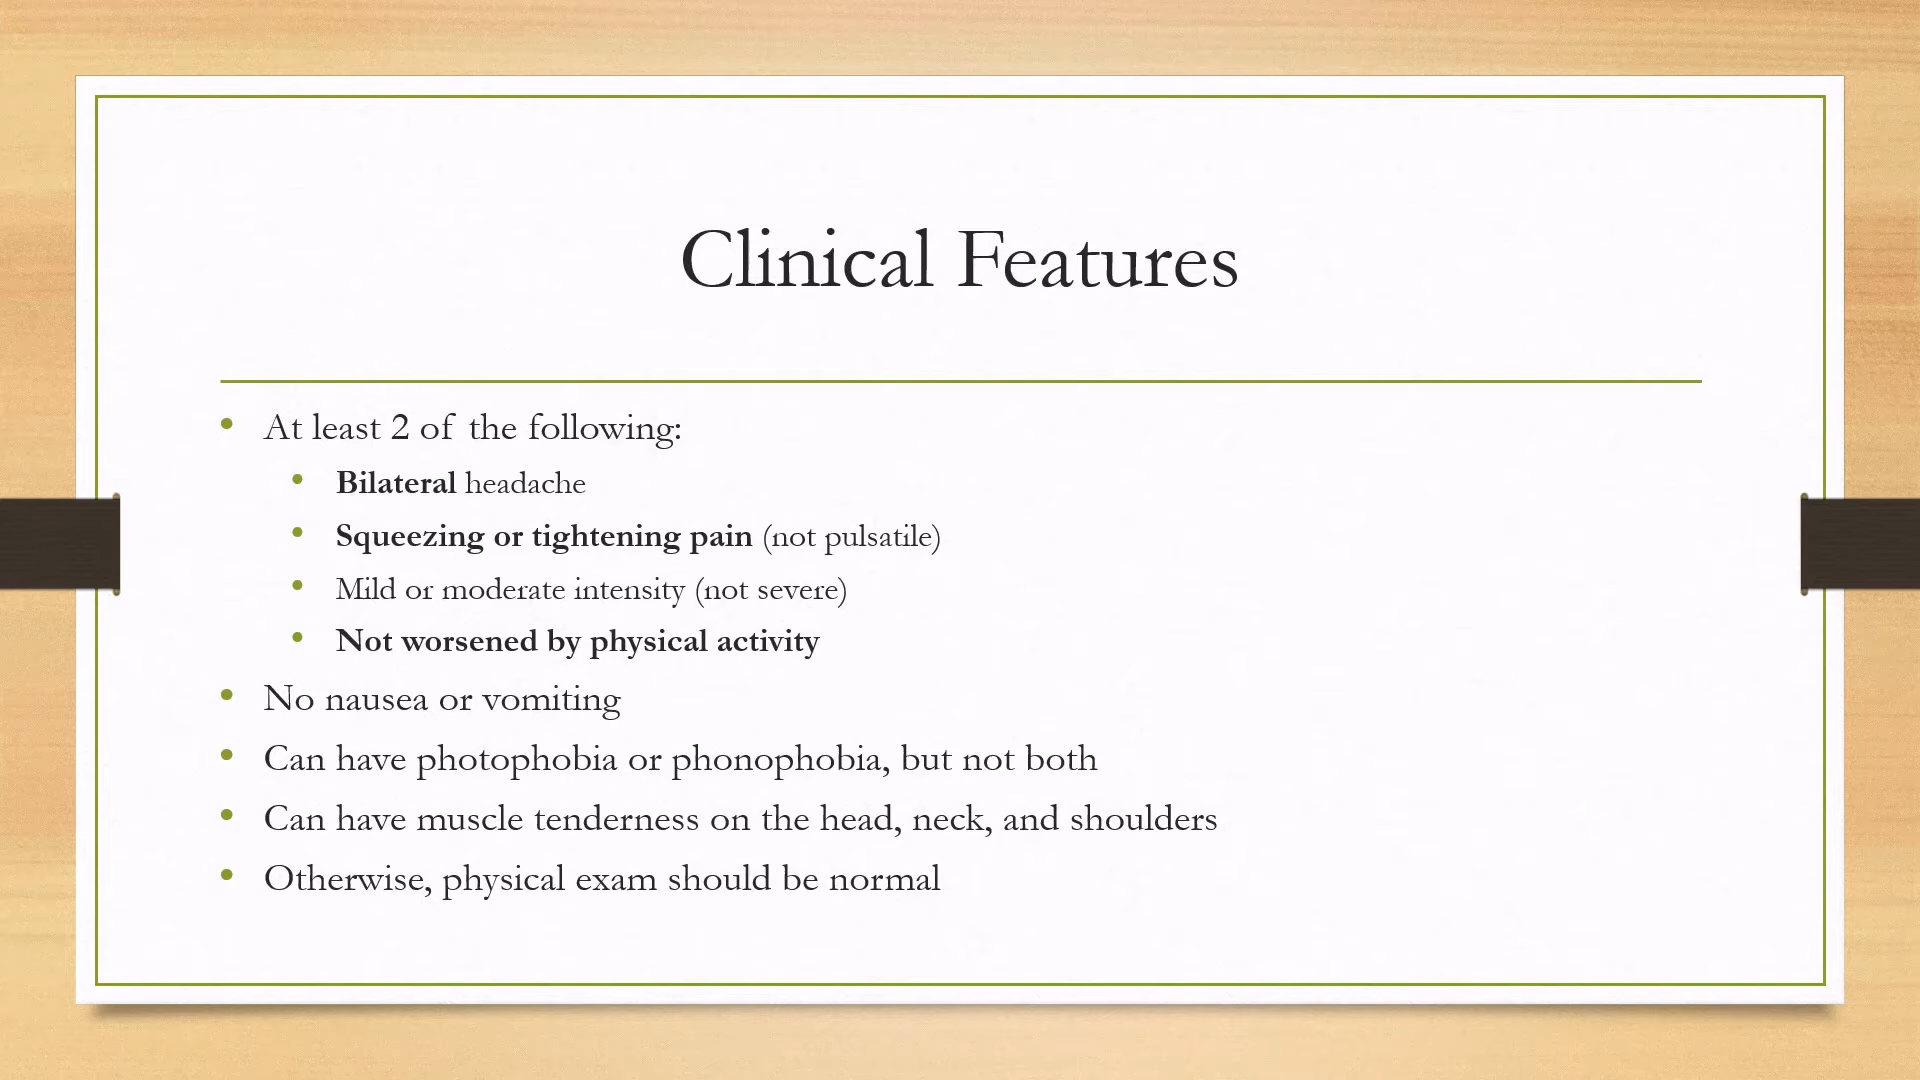 Clinical Features
• At least 2 of the following:
• Bilateral headache
• Squeezing or tightening pain (not pulsatile)
• Mild or moderate intensity (not severe)
• Not worsened by physical activity
• No nausea or vomiting
• Can have photophobia or phonophobia, but not both
• Can have muscle tenderness on the head, neck, and shoulders
• Otherwise, physical exam should be normal